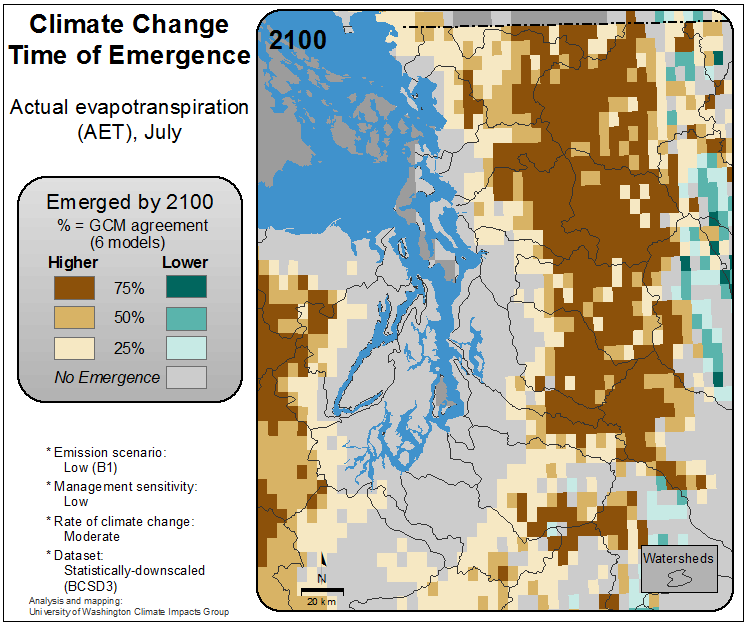 Climate Change
Time of Emergence
Actual evapotranspiration
(AET), July
Emerged by 2100
% = GCM agreement
(6 models)
Higher Lower
75%
50%
25%
No Emergence
* Emission scenario:
Low (B1)
* Management sensitivity:
Low
* Rate of climate change:
Moderate
* Dataset:
Statistically-downscaled
(BCSD3)
Analysis and mapping:
University of Washington Climate Impacts Group
2100
N
20 km
Watersheds